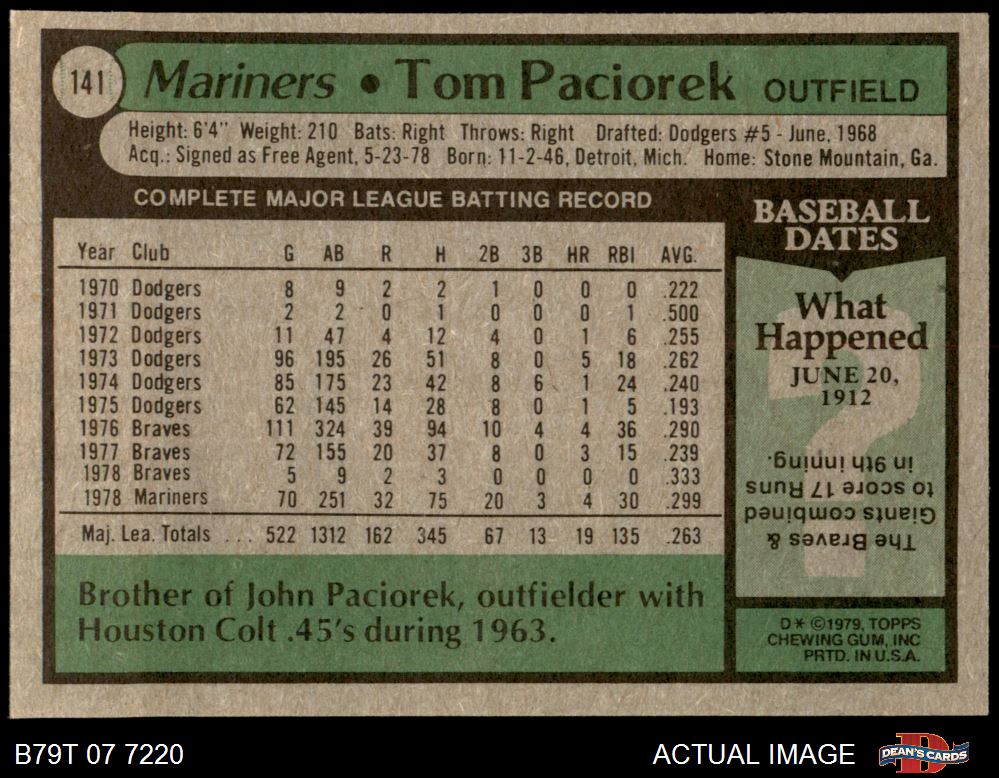 141 Mariners • Tom Paciorek OUTFIELD
Height: 6'4" Weight: 210 Bats: Right Throws: Right Drafted: Dodgers #5 - June, 1968
Acq.: Signed as Free Agent, 5-23-78 Born: 11-2-46, Detroit, Mich. Home: Stone Mountain, Ga.
COMPLETE MAJOR LEAGUE BATTING RECORD
Year Club G AB R H 2B 3B HR RBI AVG.
1970 Dodgers 8 9 2 2 1 0 0 0 .222
1971 Dodgers 2 2 0 1 0 0 0 1 .500
1972 Dodgers 11 47 4 12 4 0 1 6 .255
1973 Dodgers 96 195 26 51 8 0 5 18 .262
1974 Dodgers 85 175 23 42 8 6 1 24 .240
1975 Dodgers 62 145 14 28 8 0 1 5 .193
1976 Braves 111 324 39 94 10 4 4 36 .290
1977 Braves 72 155 20 37 8 0 3 15 .239
1978 Braves 5 9 2 3 0 0 0 0 .333
1978 Mariners 70 251 32 75 20 3 4 30 .299
Maj. Lea. Totals . . . 522 1312 162 345 67 13 19 135 .263
Brother of John Paciorek, outfielder with
Houston Colt .45's during 1963.
BASEBALL
DATES
What
Happened
JUNE 20,
1912
?
The Braves &
Giants combined
to score 17 Runs
in 9th inning.
D* ©1979, TOPPS
CHEWING GUM, INC
PRTD. IN U.S.A.
B79T 07 7220
ACTUAL IMAGE
D
DEAN'S CARDS